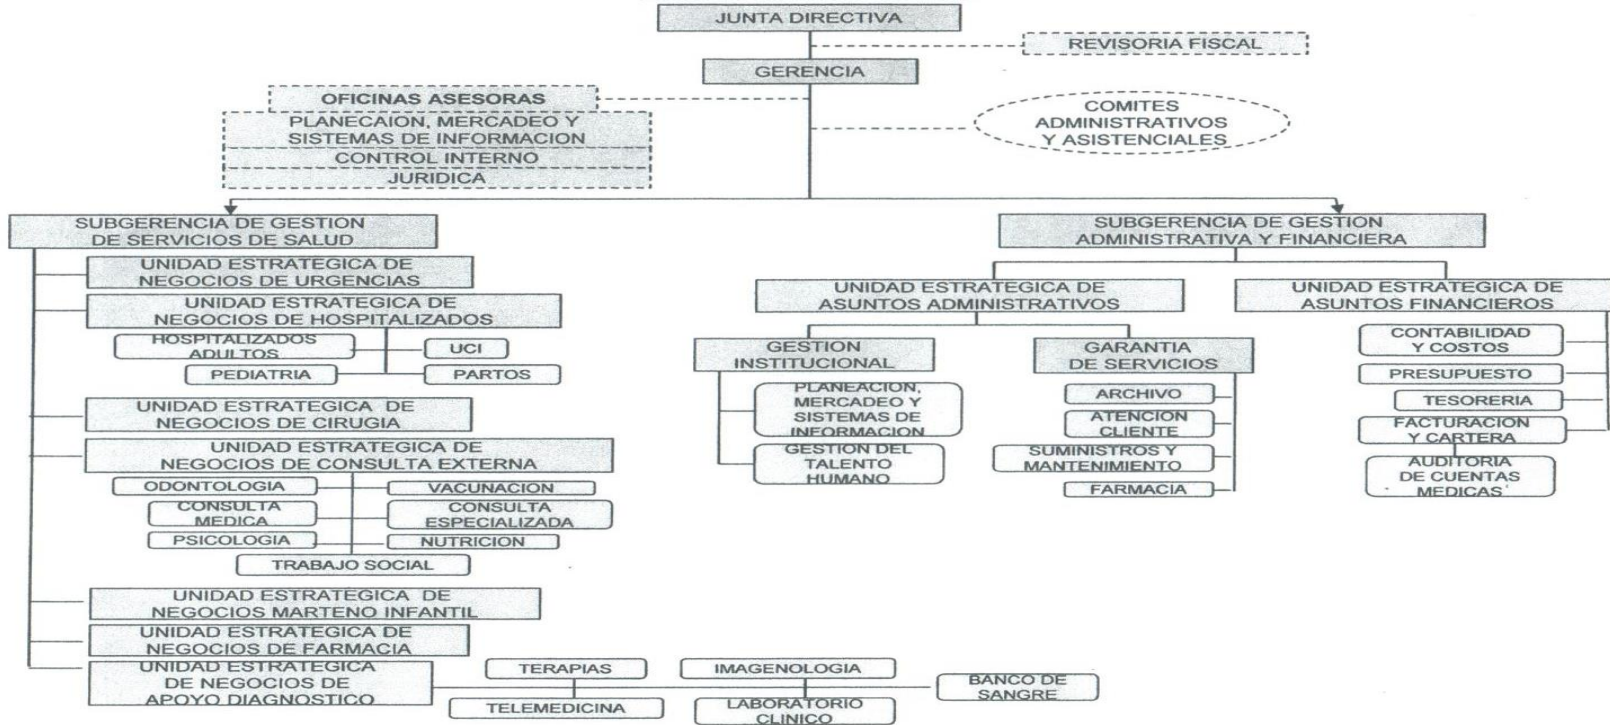 JUNTA DIRECTIVA
REVISORIA FISCAL
GERENCIA
OFICINAS ASESORAS
PLANECAION, MERCADEO Y
SISTEMAS DE INFORMACION
CONTROL INTERNO
JURIDICA
COMITES
ADMINISTRATIVOS
Y ASISTENCIALES
SUBGERENCIA DE GESTION
DE SERVICIOS DE SALUD
UNIDAD ESTRATEGICA DE
NEGOCIOS DE URGENCIAS
UNIDAD ESTRATEGICA DE
NEGOCIOS DE HOSPITALIZADOS
HOSPITALIZADOS
ADULTOS
UCI
PEDIATRIA
PARTOS
UNIDAD ESTRATEGICA DE
NEGOCIOS DE CIRUGIA
UNIDAD ESTRATEGICA DE
NEGOCIOS DE CONSULTA EXTERNA
ODONTOLOGIA
VACUNACION
CONSULTA
MEDICA
CONSULTA
ESPECIALIZADA
PSICOLOGIA
NUTRICION
TRABAJO SOCIAL
UNIDAD ESTRATEGICA DE
NEGOCIOS MARTENO INFANTIL
UNIDAD ESTRATEGICA DE
NEGOCIOS DE FARMACIA
UNIDAD ESTRATEGICA
DE NEGOCIOS DE
APOYO DIAGNOSTICO
TERAPIAS
IMAGENOLOGIA
BANCO DE
SANGRE
TELEMEDICINA
LABORATORIO
CLINICO
SUBGERENCIA DE GESTION
ADMINISTRATIVA Y FINANCIERA
UNIDAD ESTRATEGICA DE
ASUNTOS ADMINISTRATIVOS
GESTION
INSTITUCIONAL
PLANEACION,
MERCADEO Y
SISTEMAS DE
INFORMACION
GESTION DEL
TALENTO
HUMANO
GARANTIA
DE SERVICIOS
ARCHIVO
ATENCION
CLIENTE
SUMINISTROS Y
MANTENIMIENTO
FARMACIA
UNIDAD ESTRATEGICA DE
ASUNTOS FINANCIEROS
CONTABILIDAD
Y COSTOS
PRESUPUESTO
TESORERIA
FACTURACION
Y CARTERA
AUDITORIA
DE CUENTAS
MEDICAS